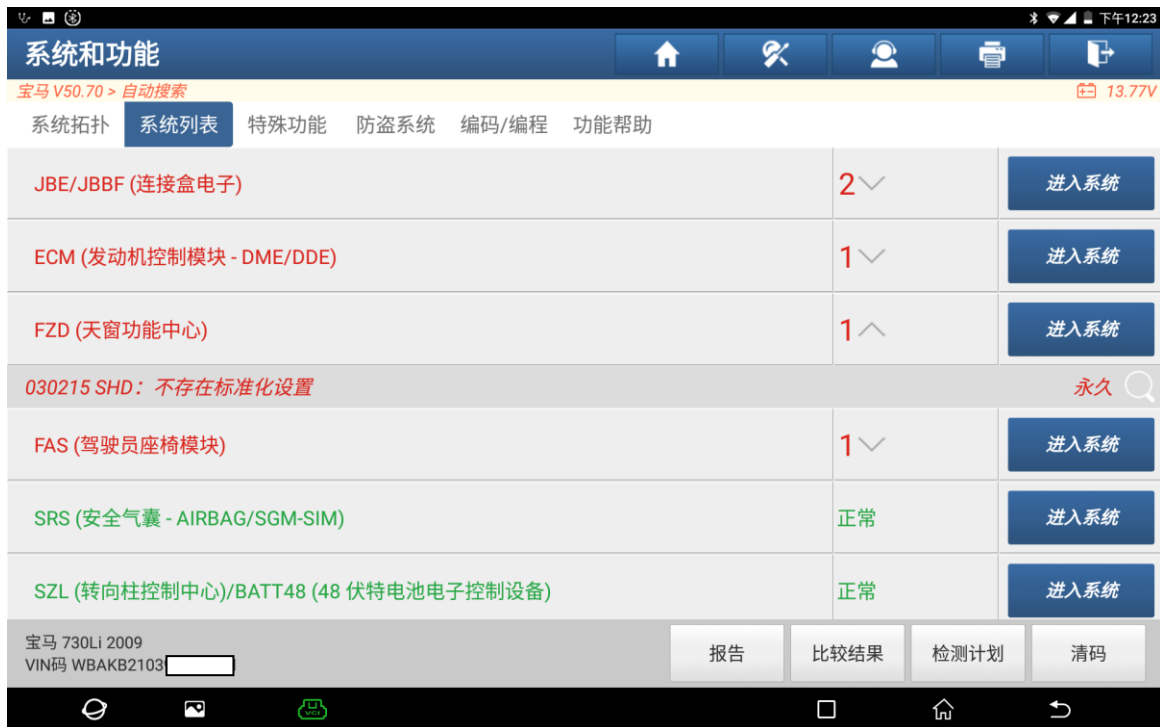 下午12:23
系统和功能
宝马 V50.70 > 自动搜索 13.77V
系统拓扑 系统列表 特殊功能 防盗系统 编码/编程 功能帮助
JBE/JBBF (连接盒电子) 2 进入系统
ECM (发动机控制模块 - DME/DDE) 1 进入系统
FZD (天窗功能中心) 1 进入系统
030215 SHD：不存在标准化设置 永久
FAS (驾驶员座椅模块) 1 进入系统
SRS (安全气囊 - AIRBAG/SGM-SIM) 正常 进入系统
SZL (转向柱控制中心)/BATT48 (48 伏特电池电子控制设备) 正常 进入系统
宝马 730Li 2009
VIN码 WBAKB2103
报告 比较结果 检测计划 清码
VCI